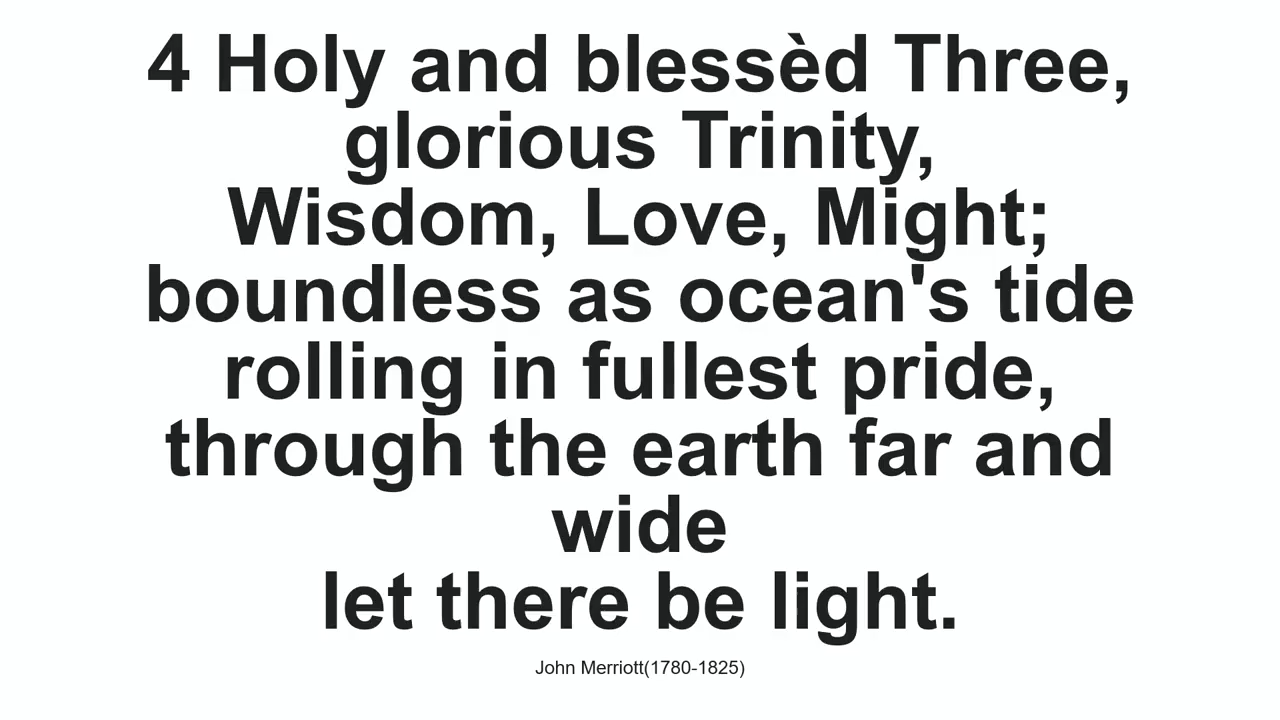 4 Holy and blessèd Three,
glorious Trinity,
Wisdom, Love, Might;
boundless as ocean's tide
rolling in fullest pride,
through the earth far and
wide
let there be light.
John Merriott(1780-1825)